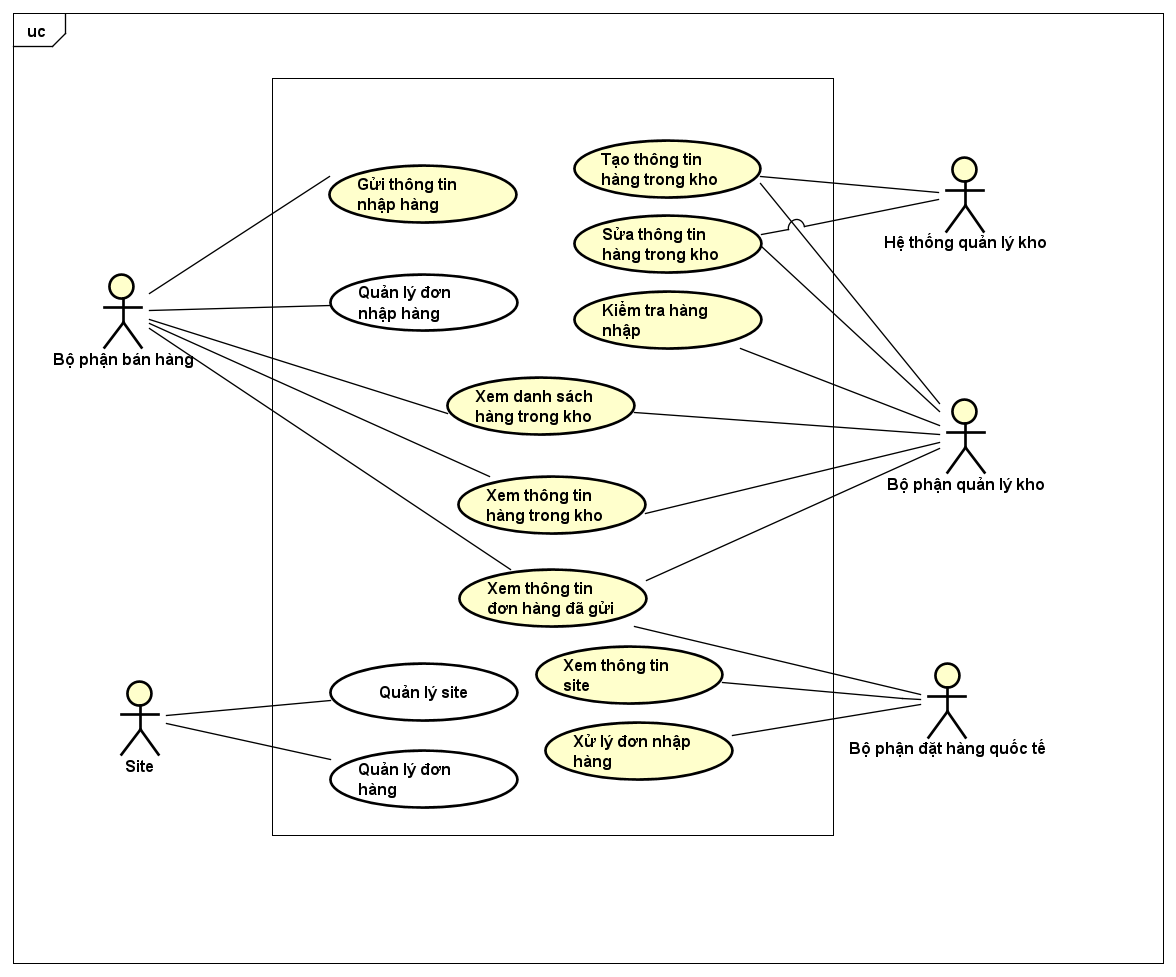 uc
Gửi thông tin
nhập hàng
Quản lý đơn
nhập hàng
Tạo thông tin
hàng trong kho
Sửa thông tin
hàng trong kho
Kiểm tra hàng
nhập
Xem danh sách
hàng trong kho
Xem thông tin
hàng trong kho
Xem thông tin
đơn hàng đã gửi
Xem thông tin
site
Quản lý site
Xử lý đơn nhập
hàng
Quản lý đơn
hàng
Bộ phận bán hàng
Site
Hệ thống quản lý kho
Bộ phận quản lý kho
Bộ phận đặt hàng quốc tế